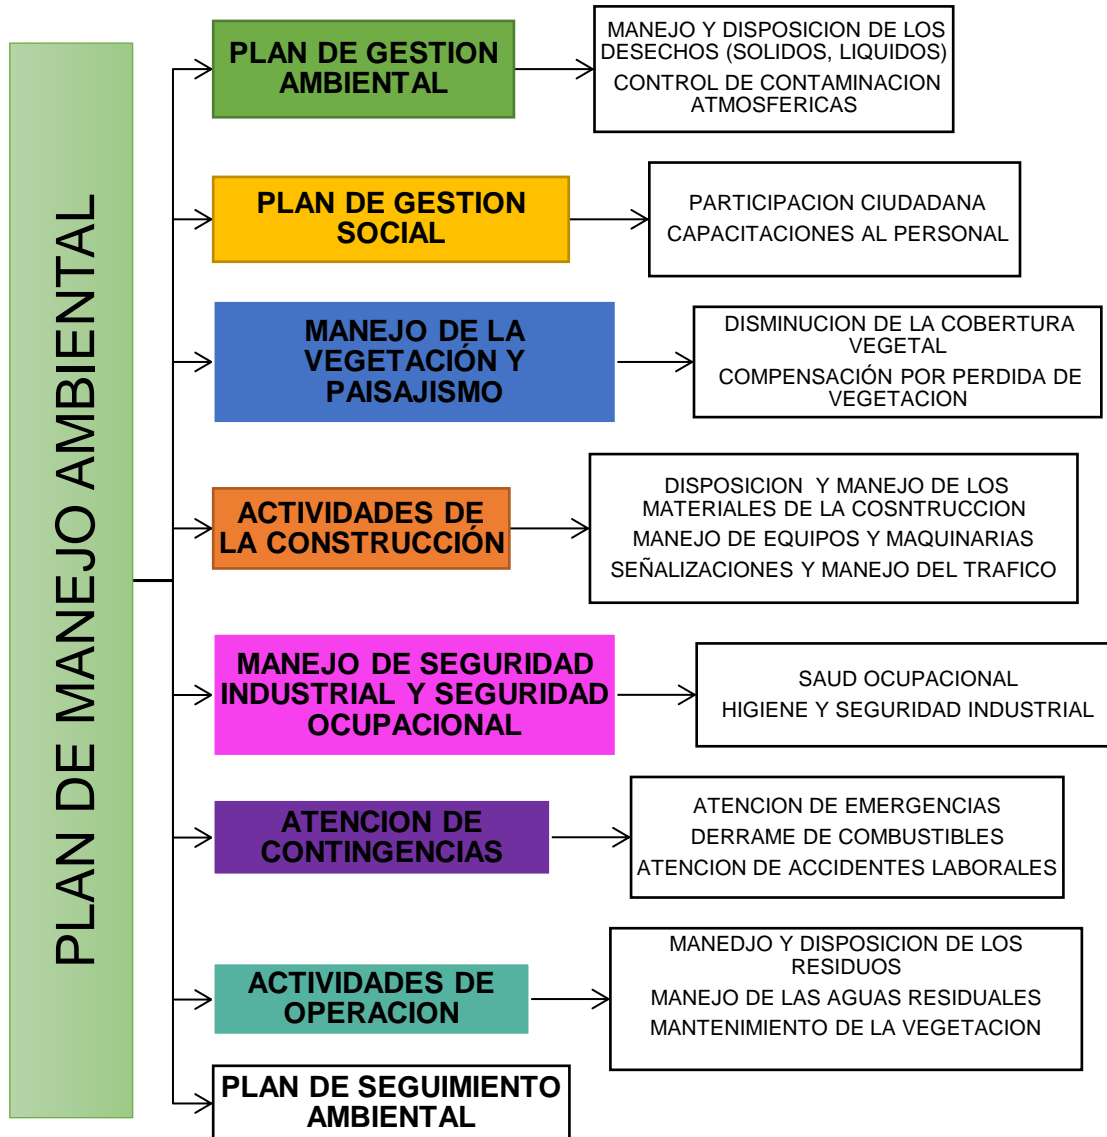 PLAN DE MANEJO AMBIENTAL
PLAN DE GESTION
AMBIENTAL
MANEJO Y DISPOSICION DE LOS
DESECHOS (SOLIDOS, LIQUIDOS)
CONTROL DE CONTAMINACION
ATMOSFERICAS
PLAN DE GESTION
SOCIAL
PARTICIPACION CIUDADANA
CAPACITACIONES AL PERSONAL
MANEJO DE LA
VEGETACIÓN Y
PAISAJISMO
DISMINUCION DE LA COBERTURA
VEGETAL
COMPENSACIÓN POR PERDIDA DE
VEGETACION
ACTIVIDADES DE
LA CONSTRUCCIÓN
DISPOSICION Y MANEJO DE LOS
MATERIALES DE LA COSNTRUCCION
MANEJO DE EQUIPOS Y MAQUINARIAS
SEÑALIZACIONES Y MANEJO DEL TRAFICO
MANEJO DE SEGURIDAD
INDUSTRIAL Y SEGURIDAD
OCUPACIONAL
SAUD OCUPACIONAL
HIGIENE Y SEGURIDAD INDUSTRIAL
ATENCION DE
CONTINGENCIAS
ATENCION DE EMERGENCIAS
DERRAME DE COMBUSTIBLES
ATENCION DE ACCIDENTES LABORALES
ACTIVIDADES DE
OPERACION
MANEDJO Y DISPOSICION DE LOS
RESIDUOS
MANEJO DE LAS AGUAS RESIDUALES
MANTENIMIENTO DE LA VEGETACION
PLAN DE SEGUIMIENTO
AMBIENTAL